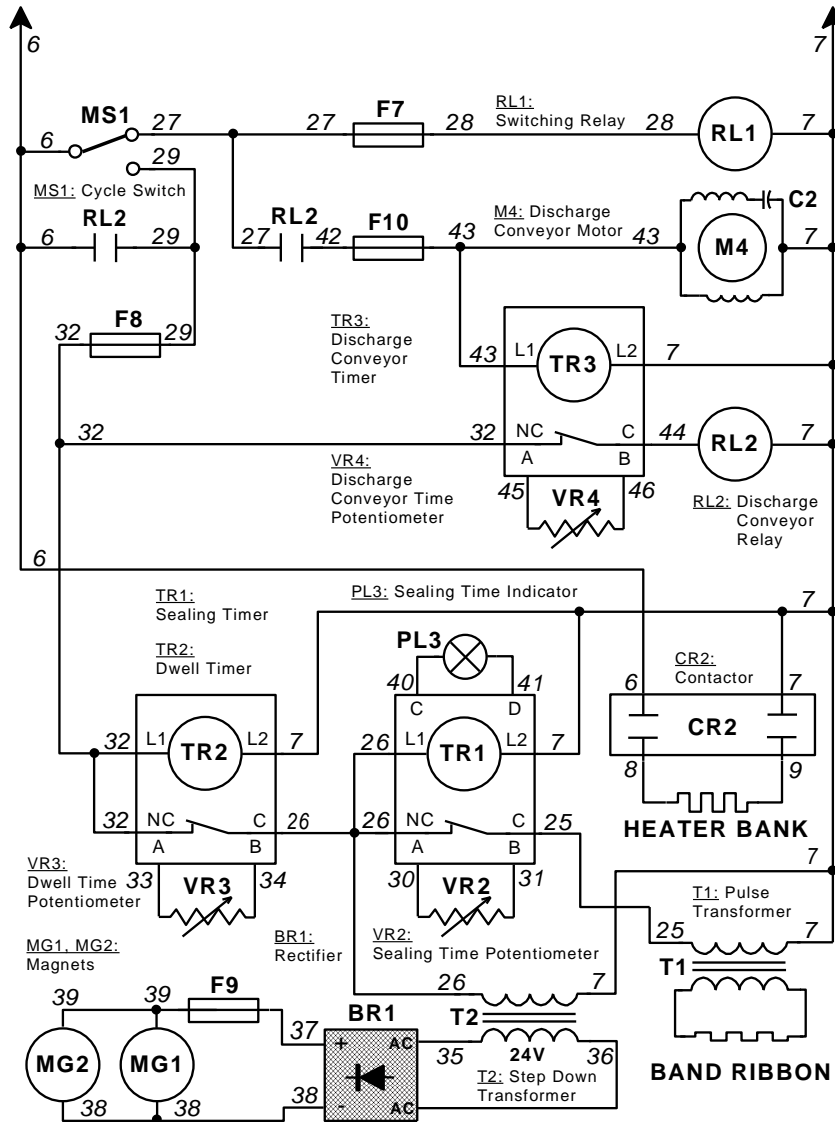 6 7
MS1 27 27 F7 28 28 RL1 7
RL1:
Switching Relay
6 29
MS1: Cycle Switch
C2
RL2 RL2 F10 43 M4: Discharge
Conveyor Motor
43 M4 7
6 29 27 42
F8
32 29
TR3:
Discharge
Conveyor
Timer
43 L1 TR3 L2 7
32 32 NC C 44 RL2 7
A B
VR4:
Discharge
Conveyor Time
Potentiometer
45 VR4 46
RL2: Discharge
Conveyor
Relay
6
TR1:
Sealing Timer
PL3: Sealing Time Indicator
7
TR2:
Dwell Timer
PL3
40 41
C D
CR2:
Contactor
6 7
CR2
8 9
HEATER BANK
32 L1 TR2 L2 7 26 L1 TR1 L2 7
32 NC C 26 26 NC C 25
A B A B
VR3:
Dwell Time
Potentiometer
33 VR3 34 30 VR2 31
7
T1: Pulse
Transformer
MG1, MG2:
Magnets
BR1:
Rectifier
VR2: Sealing Time Potentiometer
25 7
T1
26 7
39 39 F9 37 BR1 T2
+ AC 35 24V 36
MG2 MG1
38 38 38 - AC
T2: Step Down
Transformer
BAND RIBBON